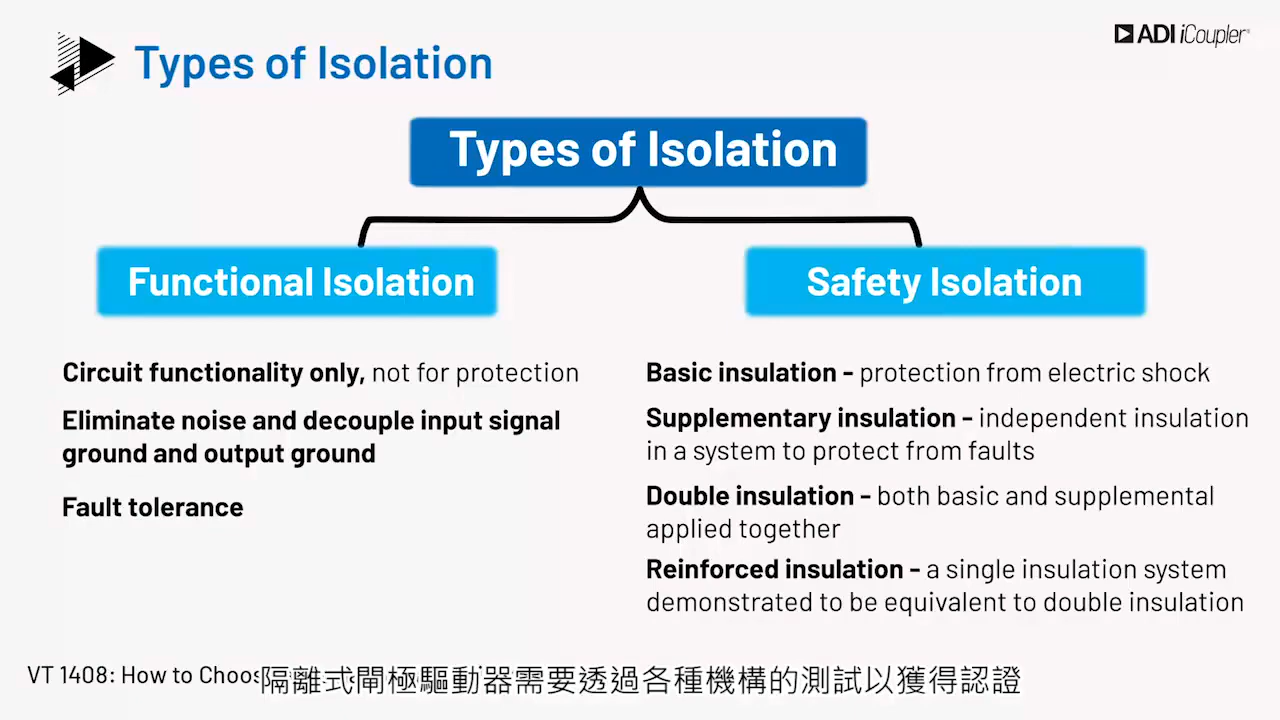 ADI iCoupler®
Types of Isolation
Types of Isolation
Functional Isolation
Safety Isolation
Circuit functionality only, not for protection
Eliminate noise and decouple input signal
ground and output ground
Fault tolerance
Basic insulation - protection from electric shock
Supplementary insulation - independent insulation
in a system to protect from faults
Double insulation - both basic and supplemental
applied together
Reinforced insulation - a single insulation system
demonstrated to be equivalent to double insulation
VT 1408: How to Choos
隔離式閘極驅動器需要透過各種機構的測試以獲得認證